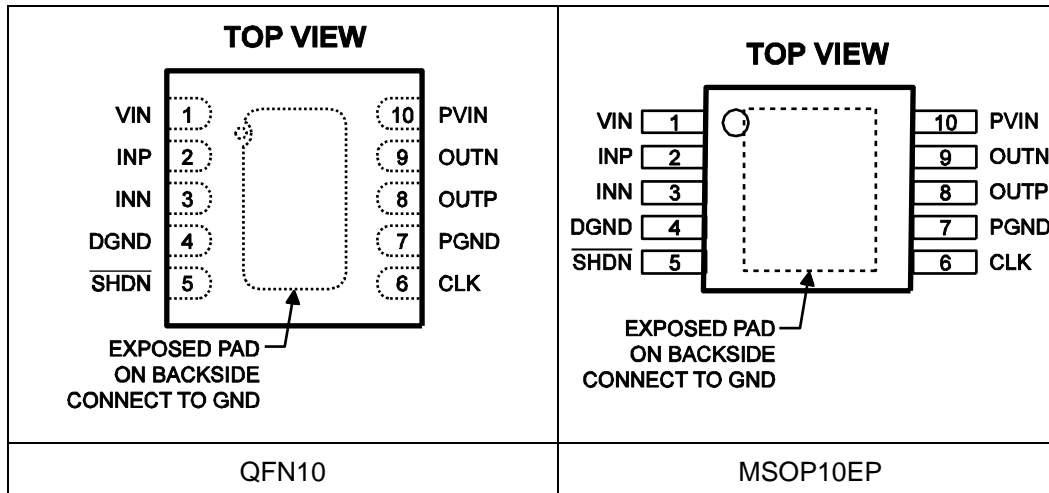 TOP VIEW
VIN 1 10 PVIN
INP 2 9 OUTN
INN 3 8 OUTP
DGND 4 7 PGND
SHDN 5 6 CLK
EXPOSED PAD
ON BACKSIDE
CONNECT TO GND
QFN10
TOP VIEW
VIN 1 10 PVIN
INP 2 9 OUTN
INN 3 8 OUTP
DGND 4 7 PGND
SHDN 5 6 CLK
EXPOSED PAD
ON BACKSIDE
CONNECT TO GND
MSOP10EP